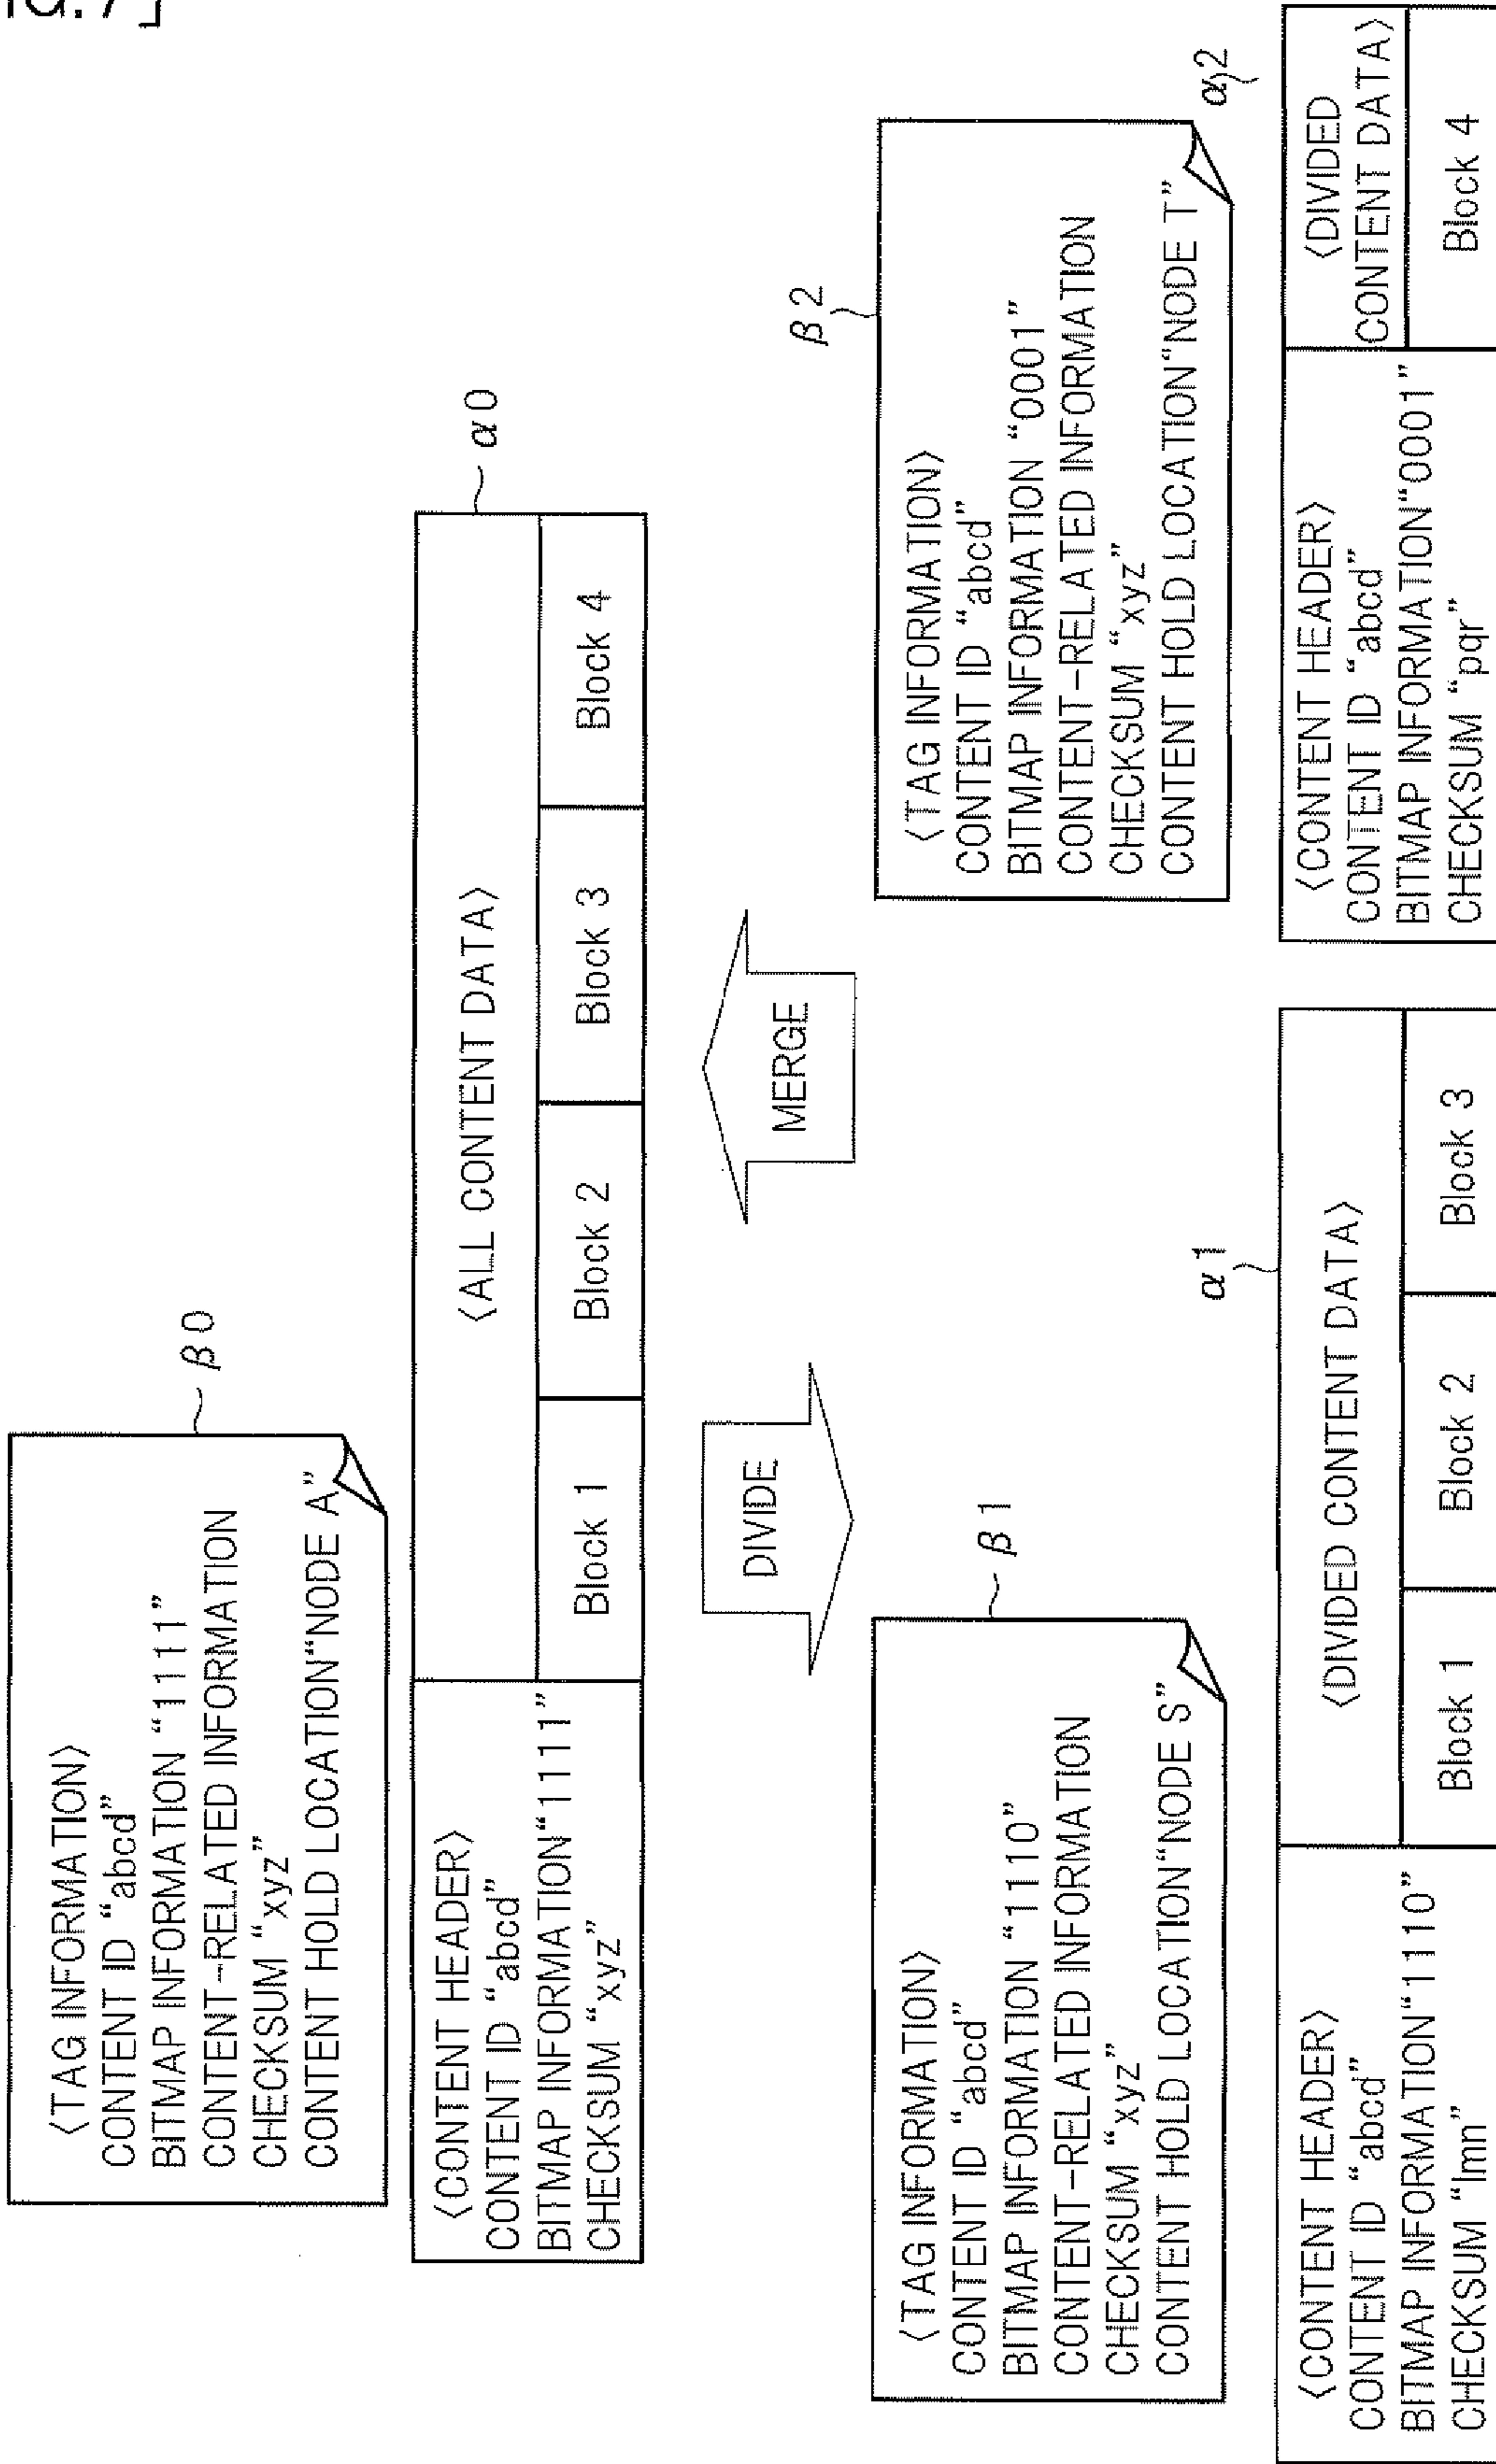 <TAG INFORMATION>
CONTENT ID “abcd”
BITMAP INFORMATION “1111”
CONTENT-RELATED INFORMATION
CHECKSUM “xyz”
CONTENT HOLD LOCATION“NODE A”
β0
<CONTENT HEADER>
CONTENT ID “abcd”
BITMAP INFORMATION“1111”
CHECKSUM “xyz”
<ALL CONTENT DATA>
Block 1
Block 2
Block 3
Block 4
α0
DIVIDE
MERGE
<TAG INFORMATION>
CONTENT ID “abcd”
BITMAP INFORMATION “1110”
CONTENT-RELATED INFORMATION
CHECKSUM “xyz”
CONTENT HOLD LOCATION“NODE S”
β1
<TAG INFORMATION>
CONTENT ID “abcd”
BITMAP INFORMATION “0001”
CONTENT-RELATED INFORMATION
CHECKSUM “xyz”
CONTENT HOLD LOCATION“NODE T”
β2
<CONTENT HEADER>
CONTENT ID “abcd”
BITMAP INFORMATION“1110”
CHECKSUM “lmn”
<DIVIDED CONTENT DATA>
Block 1
Block 2
Block 3
α1
<CONTENT HEADER>
CONTENT ID “abcd”
BITMAP INFORMATION“0001”
CHECKSUM “pqr”
<DIVIDED
CONTENT DATA>
Block 4
α2